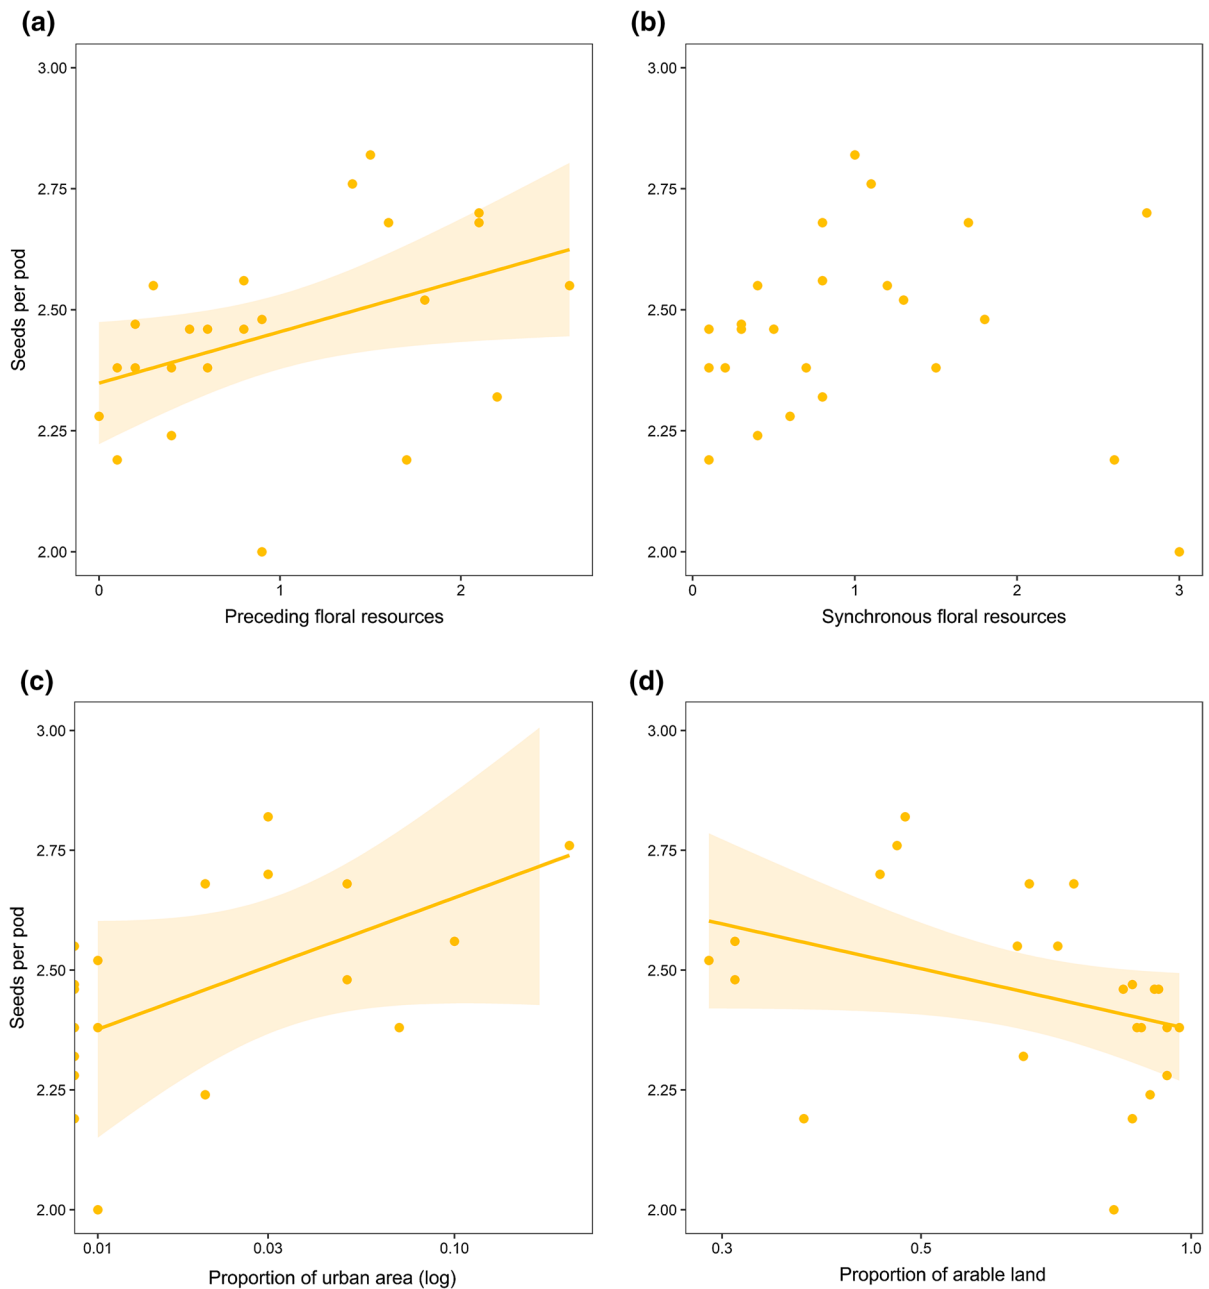 (a)
(b)
3.00
2.75
2.50
2.25
2.00
Seeds per pod
0 1 2
Preceding floral resources
3.00
2.75
2.50
2.25
2.00
0 1 2 3
Synchronous floral resources
(c)
(d)
3.00
2.75
2.50
2.25
2.00
Seeds per pod
0.01 0.03 0.10
Proportion of urban area (log)
3.00
2.75
2.50
2.25
2.00
0.3 0.5 1.0
Proportion of arable land